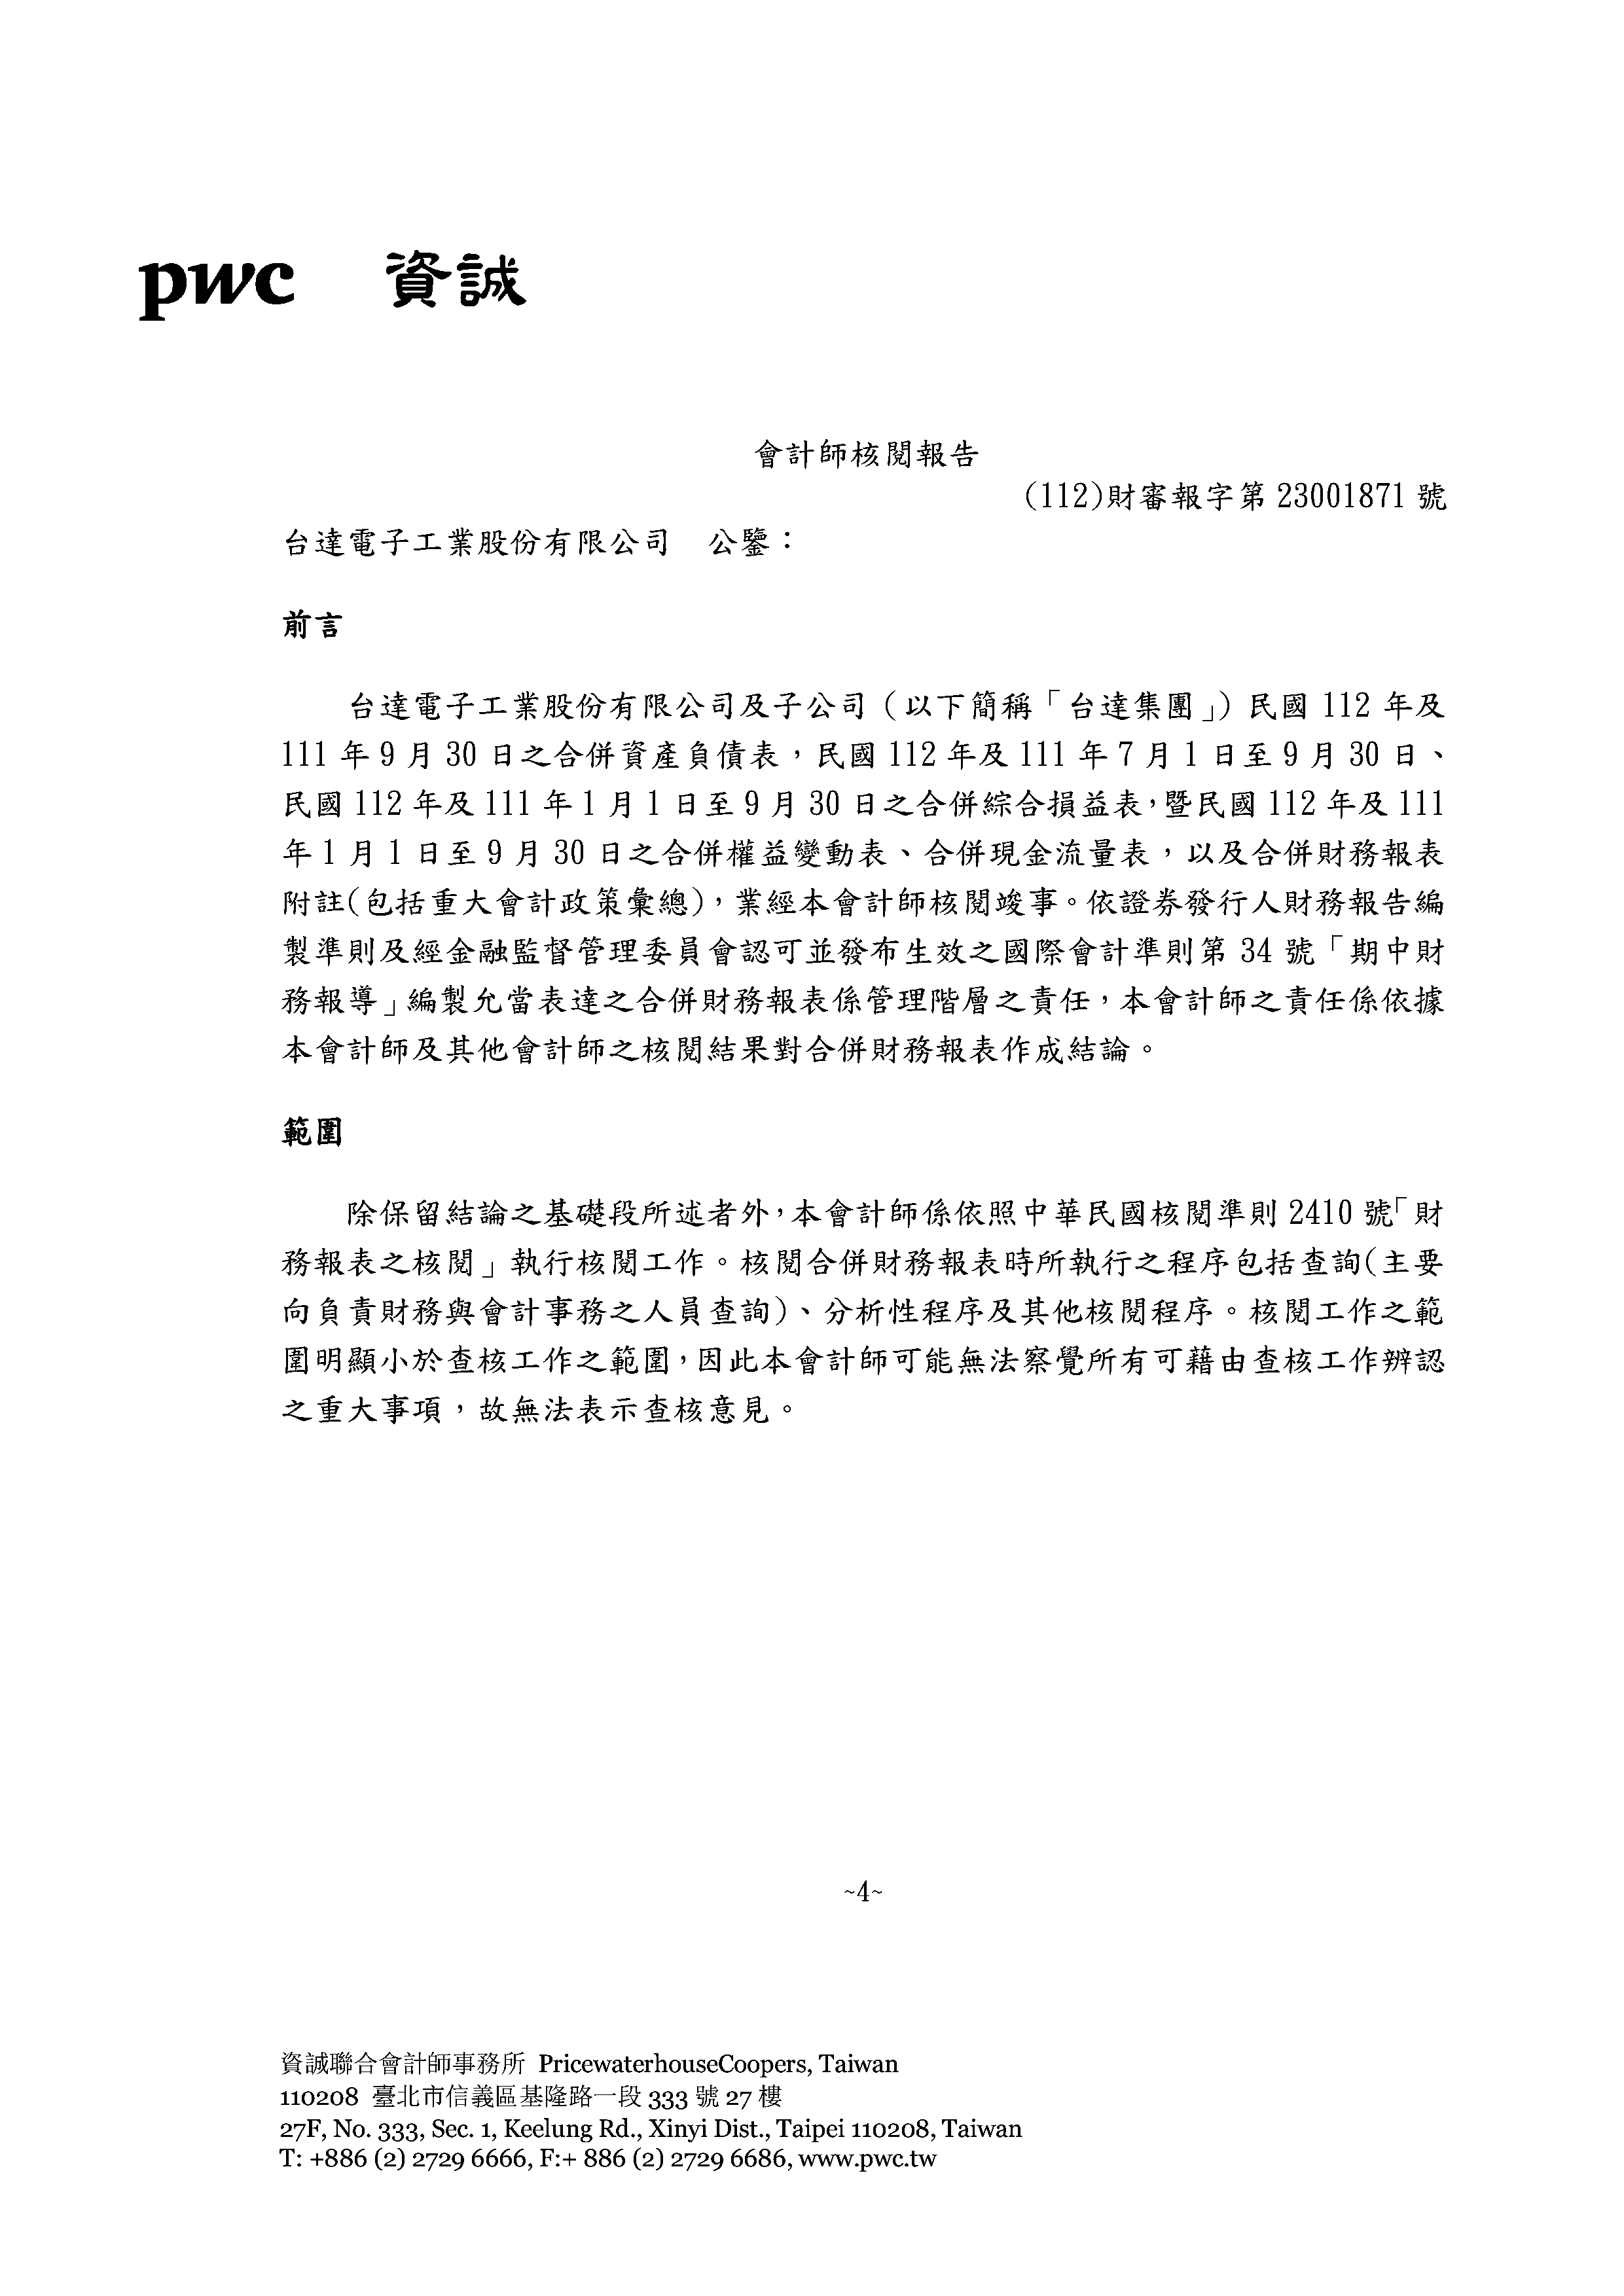 pwc 資誠
會計師核閱報告
(112)財審報字第 23001871 號
台達電子工業股份有限公司 公鑒：
前言
台達電子工業股份有限公司及子公司（以下簡稱「台達集團」）民國 112 年及
111 年 9 月 30 日之合併資產負債表，民國 112 年及 111 年 7 月 1 日至 9 月 30 日、
民國 112 年及 111 年 1 月 1 日至 9 月 30 日之合併綜合損益表，暨民國 112 年及 111
年 1 月 1 日至 9 月 30 日之合併權益變動表、合併現金流量表，以及合併財務報表
附註(包括重大會計政策彙總)，業經本會計師核閱竣事。依證券發行人財務報告編
製準則及經金融監督管理委員會認可並發布生效之國際會計準則第 34 號「期中財
務報導」編製允當表達之合併財務報表係管理階層之責任，本會計師之責任係依據
本會計師及其他會計師之核閱結果對合併財務報表作成結論。
範圍
除保留結論之基礎段所述者外，本會計師係依照中華民國核閱準則 2410 號「財
務報表之核閱」執行核閱工作。核閱合併財務報表時所執行之程序包括查詢(主要
向負責財務與會計事務之人員查詢)、分析性程序及其他核閱程序。核閱工作之範
圍明顯小於查核工作之範圍，因此本會計師可能無法察覺所有可藉由查核工作辨認
之重大事項，故無法表示查核意見。
~4~
資誠聯合會計師事務所 PricewaterhouseCoopers, Taiwan
110208 臺北市信義區基隆路一段 333 號 27 樓
27F, No. 333, Sec. 1, Keelung Rd., Xinyi Dist., Taipei 110208, Taiwan
T: +886 (2) 2729 6666, F:+ 886 (2) 2729 6686, www.pwc.tw